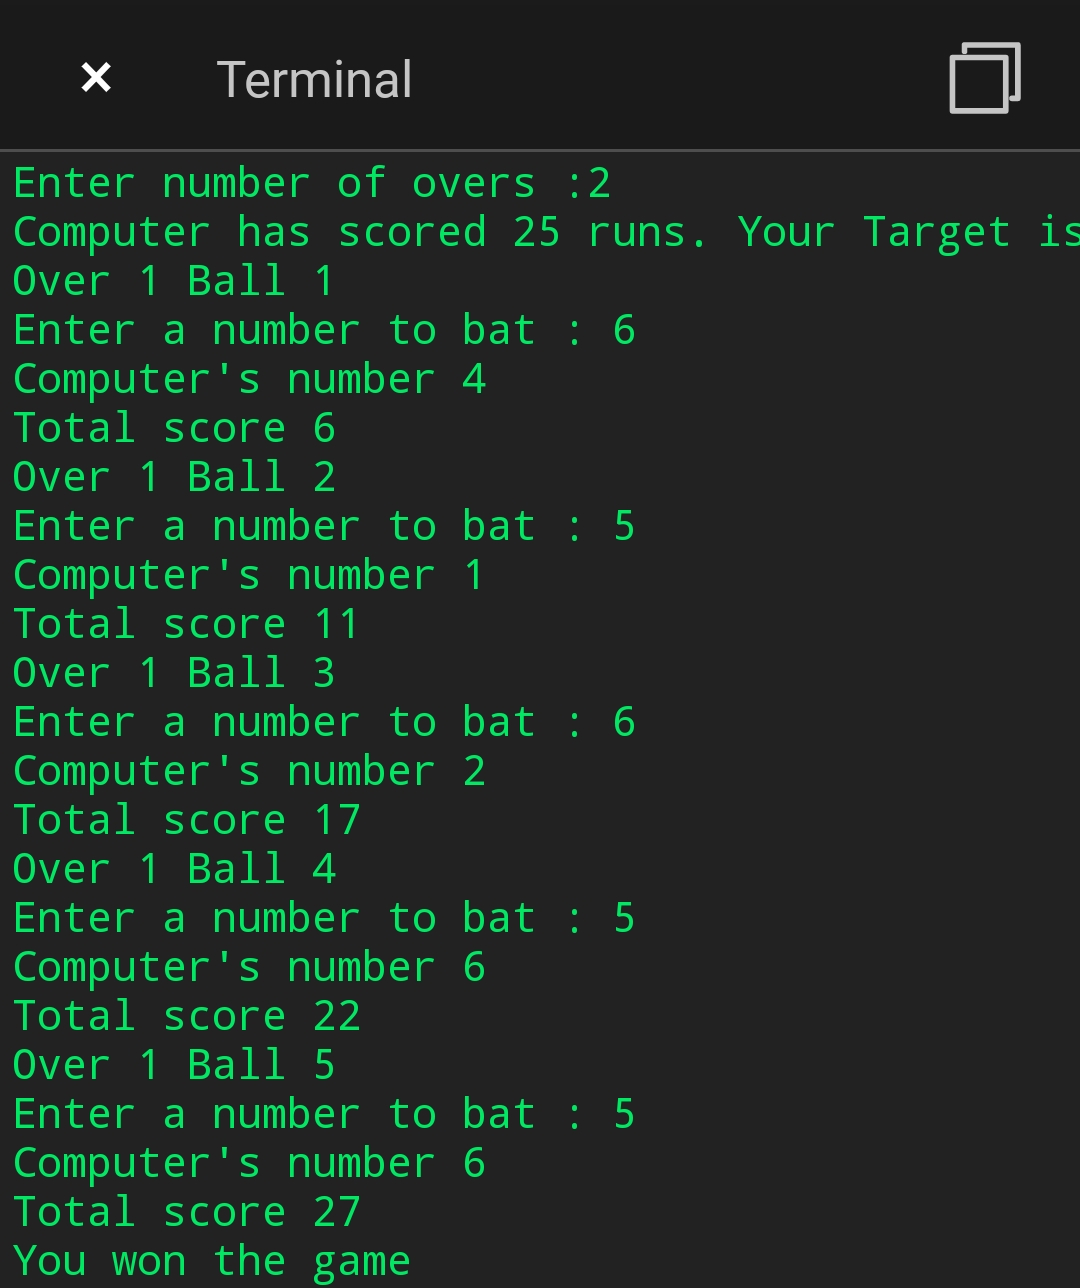 Terminal
Enter number of overs :2
Computer has scored 25 runs. Your Target is
Over 1 Ball 1
Enter a number to bat : 6
Computer's number 4
Total score 6
Over 1 Ball 2
Enter a number to bat : 5
Computer's number 1
Total score 11
Over 1 Ball 3
Enter a number to bat : 6
Computer's number 2
Total score 17
Over 1 Ball 4
Enter a number to bat : 5
Computer's number 6
Total score 22
Over 1 Ball 5
Enter a number to bat : 5
Computer's number 6
Total score 27
You won the game